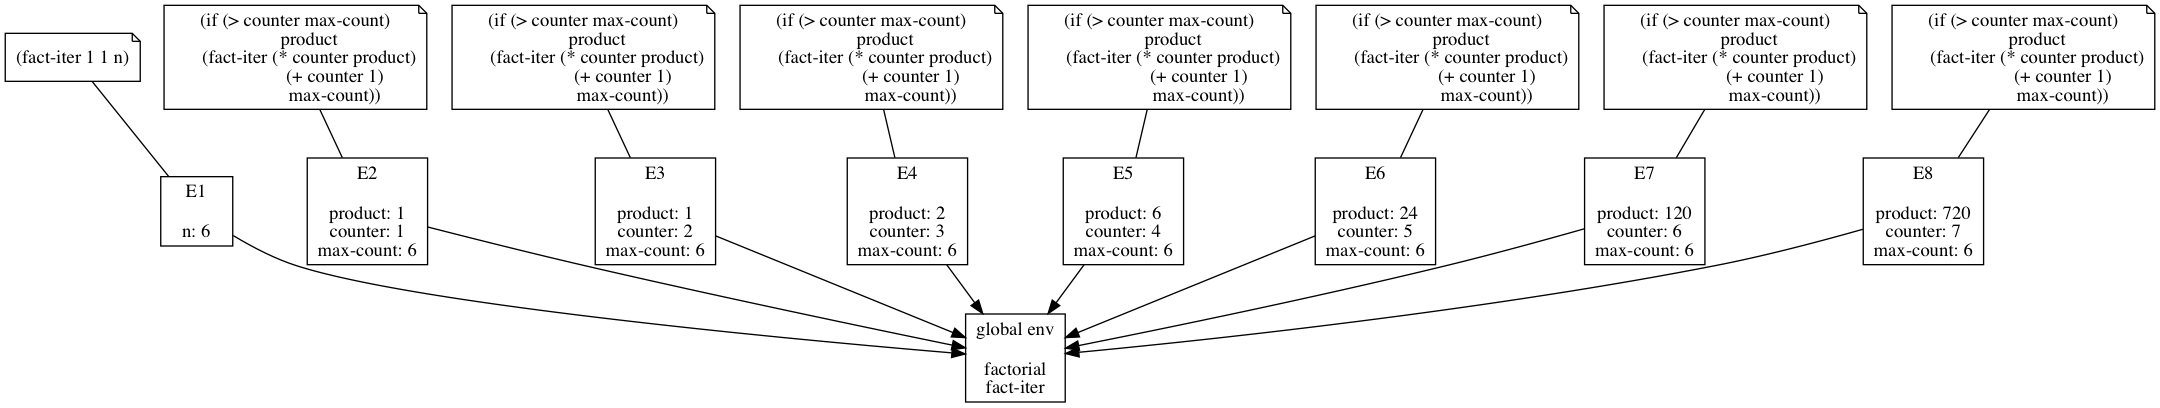 (fact-iter 1 1 n)
(if (> counter max-count)
product
(fact-iter (* counter product)
(+ counter 1)
max-count))
(if (> counter max-count)
product
(fact-iter (* counter product)
(+ counter 1)
max-count))
(if (> counter max-count)
product
(fact-iter (* counter product)
(+ counter 1)
max-count))
(if (> counter max-count)
product
(fact-iter (* counter product)
(+ counter 1)
max-count))
(if (> counter max-count)
product
(fact-iter (* counter product)
(+ counter 1)
max-count))
(if (> counter max-count)
product
(fact-iter (* counter product)
(+ counter 1)
max-count))
(if (> counter max-count)
product
(fact-iter (* counter product)
(+ counter 1)
max-count))
E1
n: 6
E2
product: 1
counter: 1
max-count: 6
E3
product: 1
counter: 2
max-count: 6
E4
product: 2
counter: 3
max-count: 6
E5
product: 6
counter: 4
max-count: 6
E6
product: 24
counter: 5
max-count: 6
E7
product: 120
counter: 6
max-count: 6
E8
product: 720
counter: 7
max-count: 6
global env
factorial
fact-iter